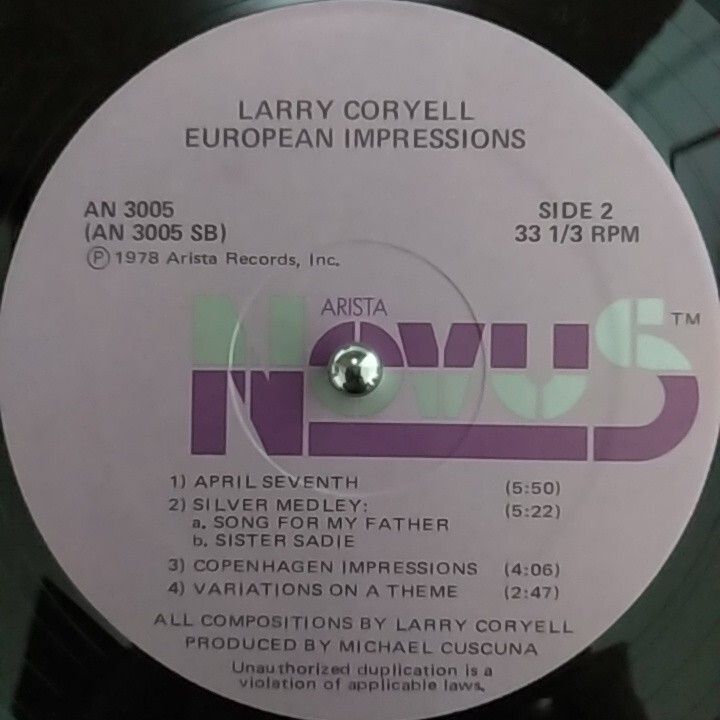 LARRY CORYELL
EUROPEAN IMPRESSIONS
AN 3005
(AN 3005 SB)
℗ 1978 Arista Records, Inc.
SIDE 2
33 1/3 RPM
ARISTA
NOVUS™
1) APRIL SEVENTH (5:50)
2) SILVER MEDLEY: (5:22)
a. SONG FOR MY FATHER
b. SISTER SADIE
3) COPENHAGEN IMPRESSIONS (4:06)
4) VARIATIONS ON A THEME (2:47)
ALL COMPOSITIONS BY LARRY CORYELL
PRODUCED BY MICHAEL CUSCUNA
Unauthorized duplication is a
violation of applicable laws.